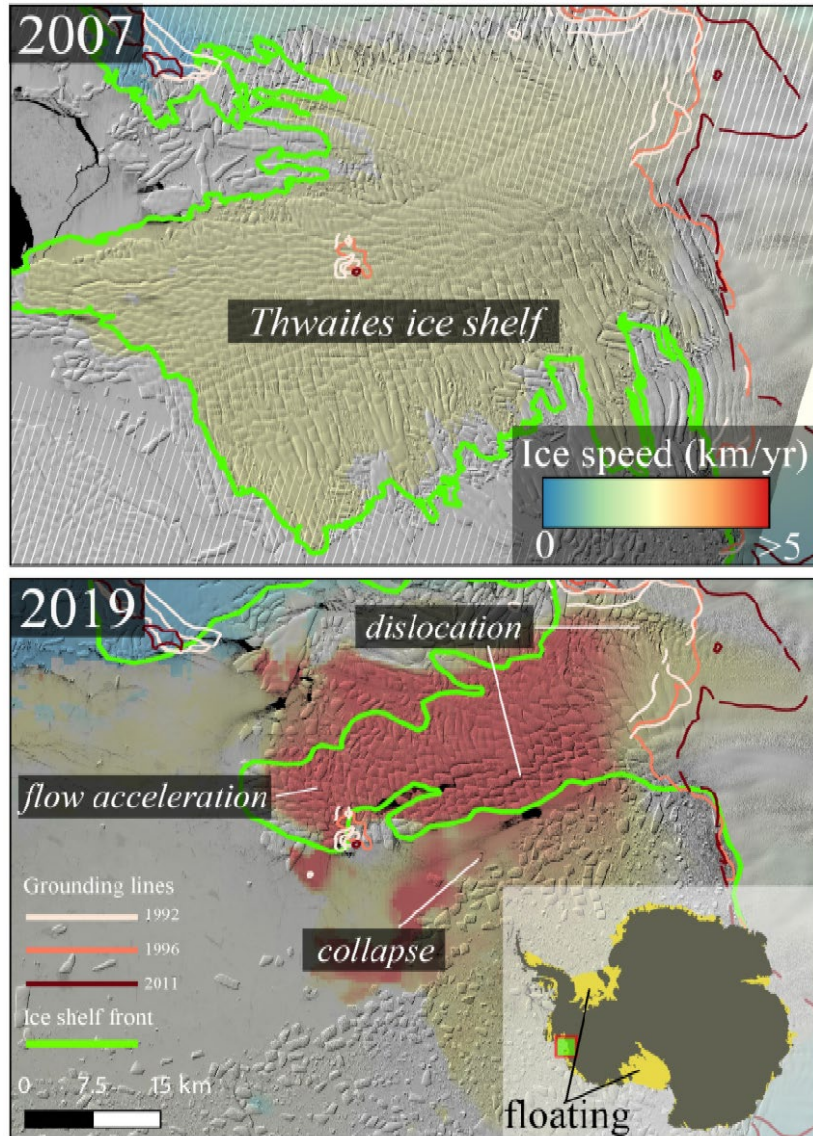 2007
Thwaites ice shelf
Ice speed (km/yr)
0 >5
2019
dislocation
flow acceleration
Grounding lines
1992
1996
2011
collapse
Ice shelf front
0 7.5 15 km
floating